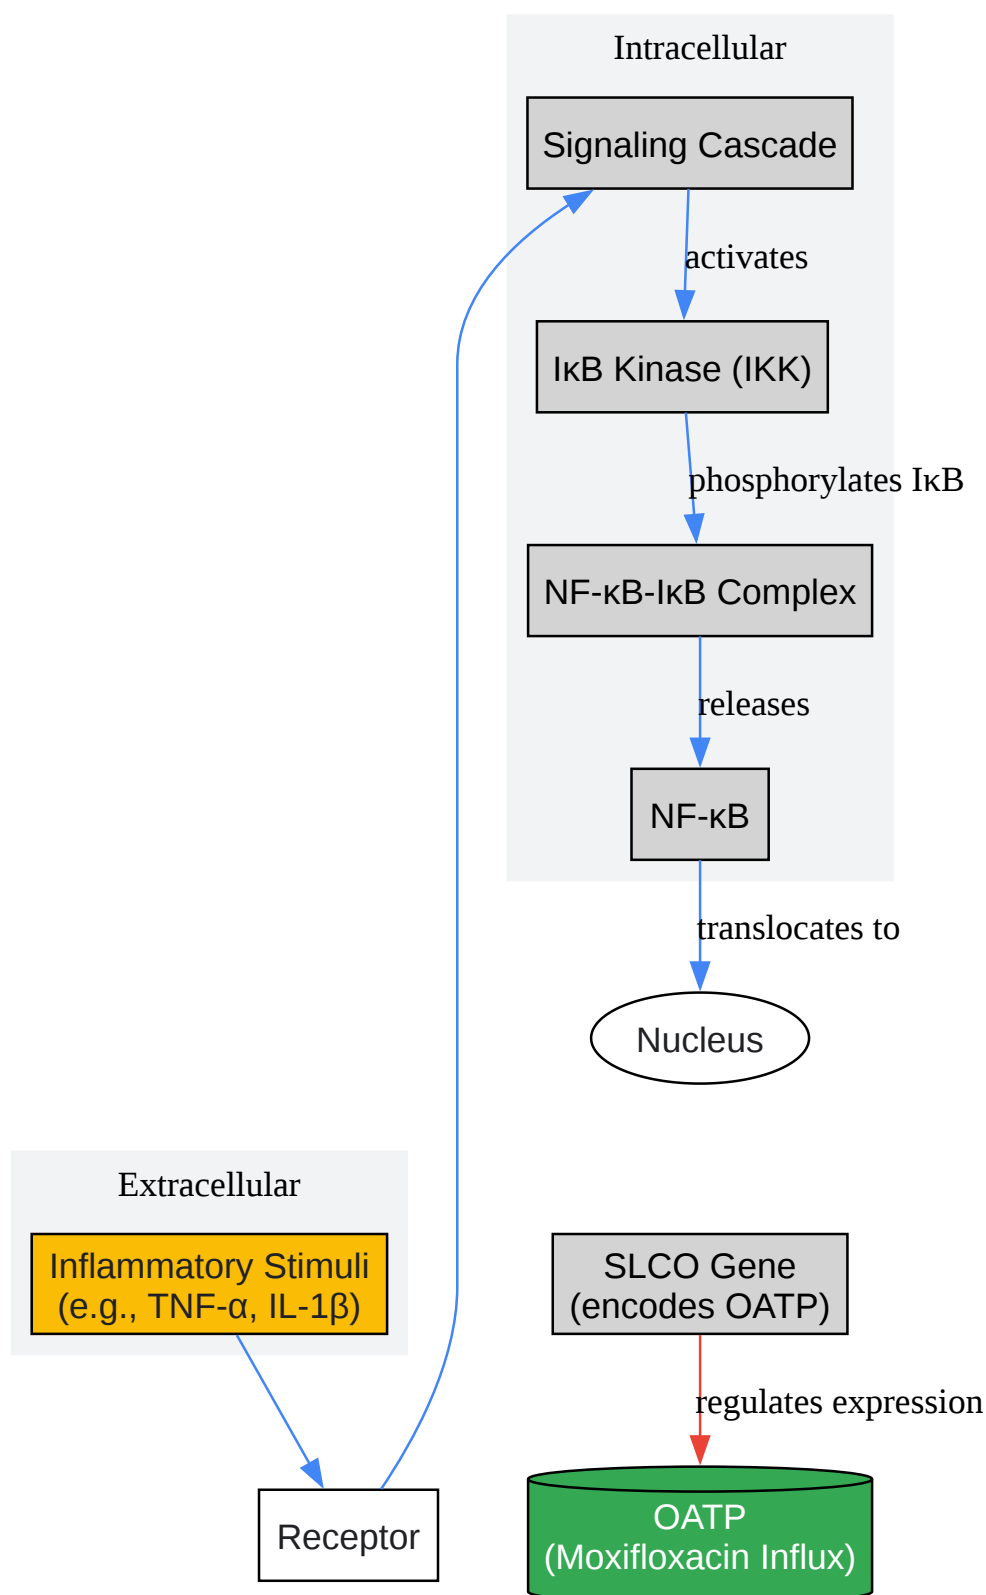 Intracellular
Signaling Cascade
activates
IκB Kinase (IKK)
phosphorylates IκB
NF-κB-IκB Complex
releases
NF-κB
translocates to
Nucleus
Extracellular
Inflammatory Stimuli
(e.g., TNF-α, IL-1β)
SLCO Gene
(encodes OATP)
regulates expression
Receptor
OATP
(Moxifloxacin Influx)